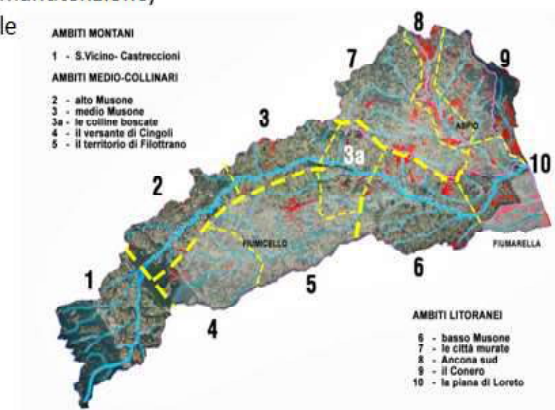 manutenzione)
le
AMBITI MONTANI
1 - S.Vicino- Castreccioni
AMBITI MEDIO-COLLINARI
2 - alto Musone
3 - medio Musone
3a - le colline boscate
4 - il versante di Cingoli
5 - il territorio di Filottrano
8
7
9
ASPIO
3
3a
10
2
FIUMICELLO
FIUMARELLA
1
6
5
4
AMBITI LITORANEI
6 - basso Musone
7 - le città murate
8 - Ancona sud
9 - il Conero
10 - la piana di Loreto